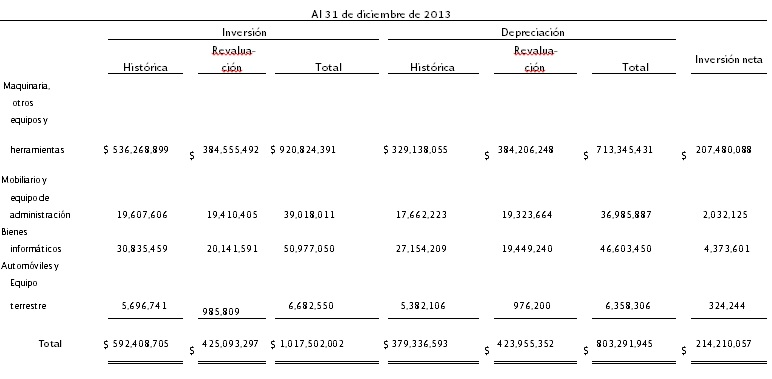 Al 31 de diciembre de 2013
Inversión Depreciación
Histórica Revalua-ción Total Histórica Revalua-ción Total Inversión neta
Maquinaria,
otros
equipos y
herramientas $ 536,268,899 $ 384,555,492 $ 920,824,391 $ 329,138,055 $ 384,206,248 $ 713,345,431 $ 207,480,088
Mobiliario y
equipo de
administración 19,607,606 19,410,405 39,018,011 17,662,223 19,323,664 36,985,887 2,032,125
Bienes
informáticos 30,835,459 20,141,591 50,977,050 27,154,209 19,449,240 46,603,450 4,373,601
Automóviles y
Equipo
terrestre 5,696,741 985,809 6,682,550 5,382,106 976,200 6,358,306 324,244
Total $ 592,408,705 $ 425,093,297 $ 1,017,502,002 $ 379,336,593 $ 423,955,352 $ 803,291,945 $ 214,210,057